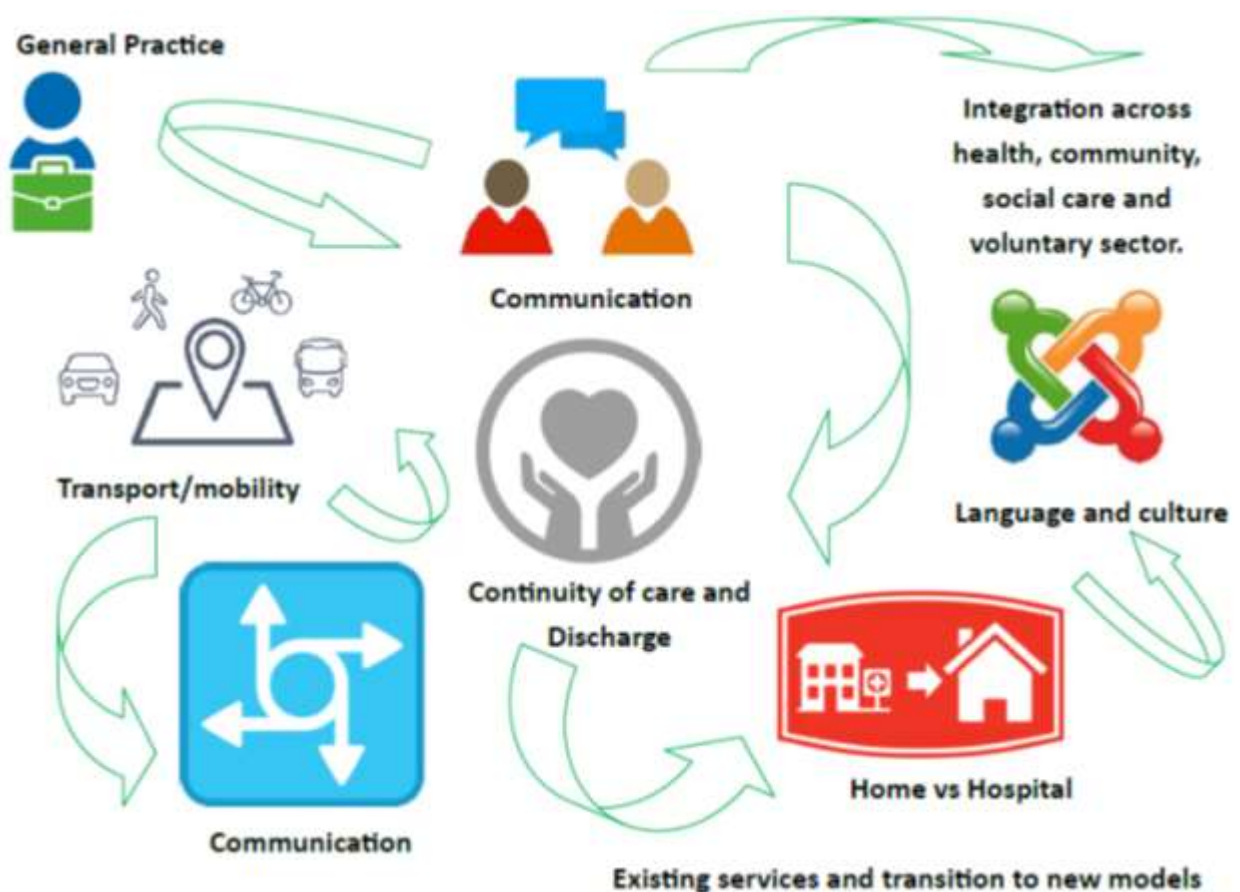 General Practice
Integration across
health, community,
social care and
voluntary sector.
Communication
Transport/mobility
Language and culture
Continuity of care and
Discharge
Home vs Hospital
Communication
Existing services and transition to new models